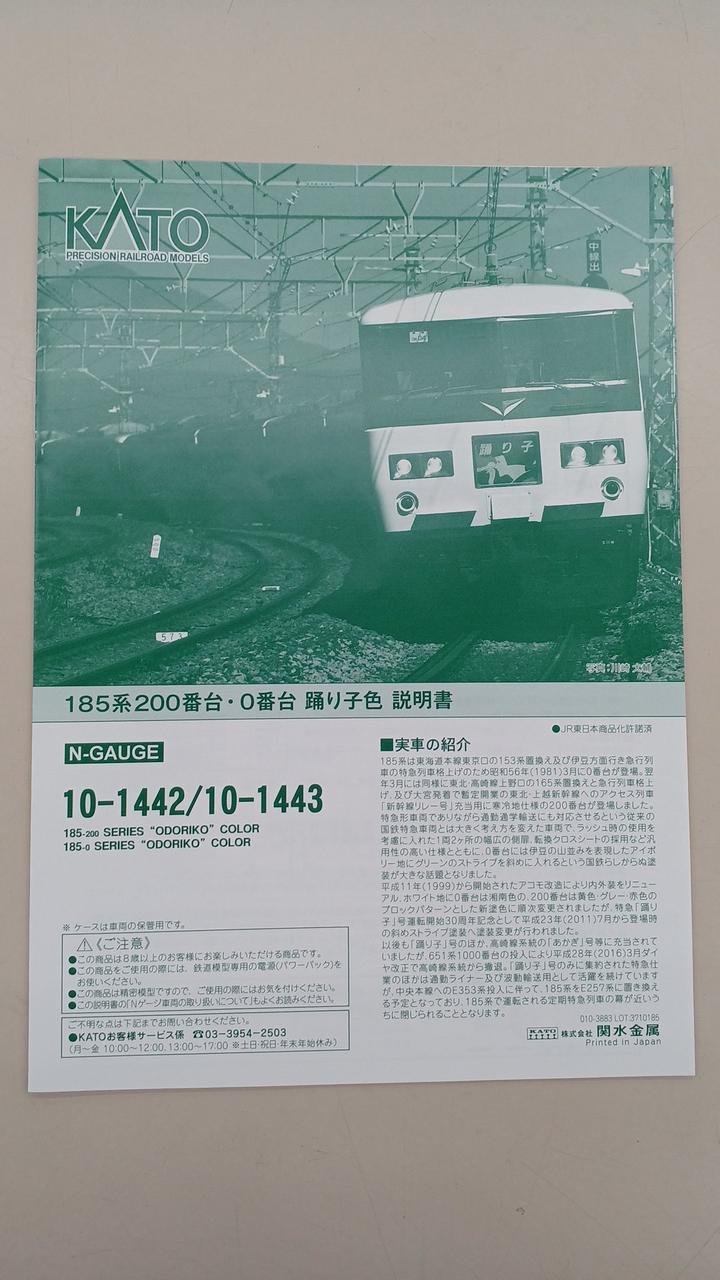 KATO
PRECISION RAILROAD MODELS
中線出
踊り子
5/3
写真:川崎 大輔
185系200番台・0番台 踊り子色 説明書
●JR東日本商品化許諾済
N-GAUGE
10-1442/10-1443
185-200 SERIES “ODORIKO” COLOR
185-0 SERIES “ODORIKO” COLOR
※ ケースは車両の保管用です。
⚠《ご注意》
●この商品は8歳以上のお客様にお楽しみいただける商品です。
●この商品をご使用の際には、鉄道模型専用の電源(パワーパック)を
お使いください。
●この商品は精密模型ですので、ご使用の際にはお気を付けください。
●この説明書の「Nゲージ車両の取り扱いについて」もよくお読みください。
ご不明な点は下記までお問い合わせください。
●KATOお客様サービス係 ☎03-3954-2503
(月〜金 10:00〜12:00、13:00〜17:00 ※土日・祝日・年末年始休み)
■実車の紹介
185系は東海道本線東京口の153系置換え及び伊豆方面行き急行列
車の特急列車格上げのため昭和56年(1981)3月に0番台が登場。翌
年3月には同様に東北・高崎線上野口の165系置換えと急行列車格上
げ、及び大宮発着で暫定開業の東北・上越新幹線へのアクセス列車
「新幹線リレー号」充当用に寒冷地仕様の200番台が登場しました。
特急形車両でありながら通勤通学輸送にも対応させるという従来の
国鉄特急車両とは大きく考え方を変えた車両で、ラッシュ時の使用を
考慮に入れた1両2ヶ所の幅広の側扉、転換クロスシートの採用など汎
用性の高い仕様とともに、0番台には伊豆の山並みを表現したアイボ
リー地にグリーンのストライプを斜めに入れるという国鉄らしからぬ塗
装が大きな話題となりました。
平成11年(1999)から開始されたアコモ改造により内外装をリニュー
アル、ホワイト地に0番台は湘南色の、200番台は黄色・グレー・赤色の
ブロックパターンとした新塗色に順次変更されましたが、特急「踊り
子」号運転開始30周年記念として平成23年(2011)7月から登場時
の斜めストライプ塗装へ塗装変更が行われました。
以後も「踊り子」号のほか、高崎線系統の「あかぎ」号等に充当されて
いましたが、651系1000番台の投入により平成28年(2016)3月ダイ
ヤ改正で高崎線系統から撤退。「踊り子」号のみに集約された特急仕
業のほかは通勤ライナー及び波動輸送用として活躍を続けています
が、中央本線へのE353系投入に伴って、185系をE257系に置き換え
る予定となっており、185系で運転される定期特急列車の幕が近いう
ちに閉じられることとなります。
010-3883 LOT:3710185
KATO 株式会社 関水金属
Printed in Japan